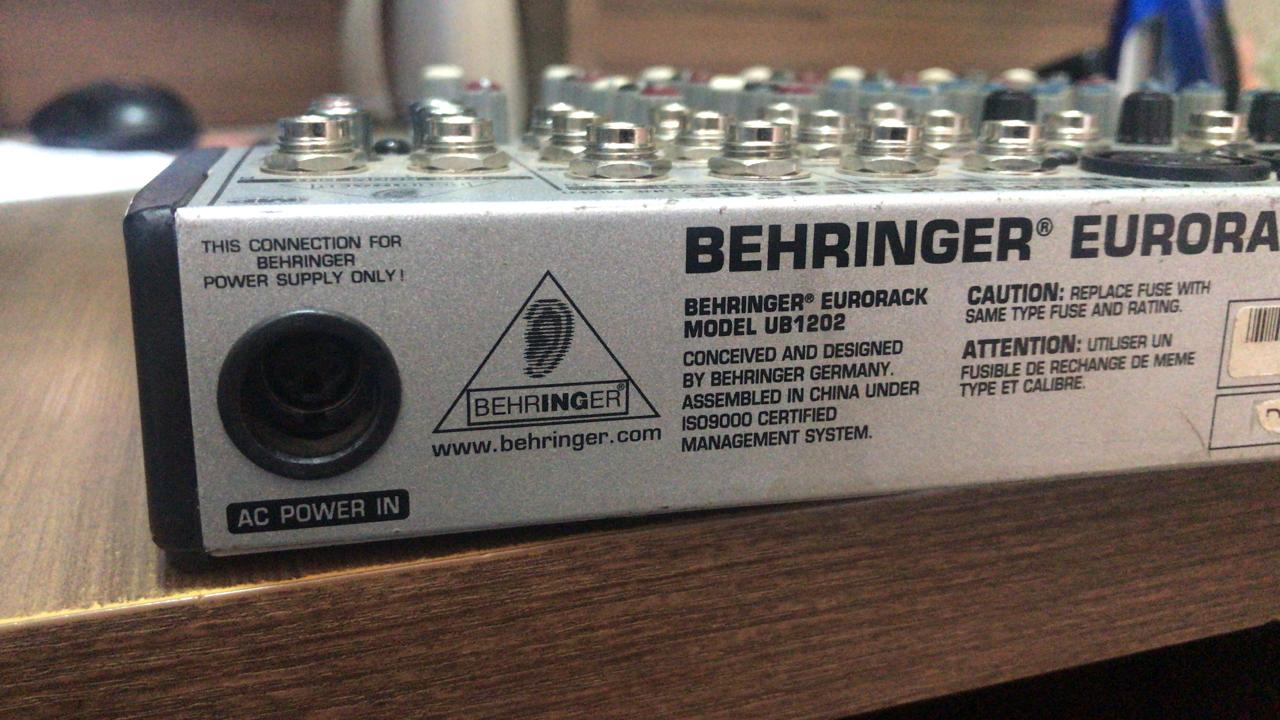 THIS CONNECTION FOR
BEHRINGER
POWER SUPPLY ONLY!
AC POWER IN
BEHRINGER®
www.behringer.com
BEHRINGER® EURORA
BEHRINGER® EURORACK
MODEL UB1202
CONCEIVED AND DESIGNED
BY BEHRINGER GERMANY.
ASSEMBLED IN CHINA UNDER
ISO9000 CERTIFIED
MANAGEMENT SYSTEM.
CAUTION: REPLACE FUSE WITH
SAME TYPE FUSE AND RATING.
ATTENTION: UTILISER UN
FUSIBLE DE RECHANGE DE MEME
TYPE ET CALIBRE.